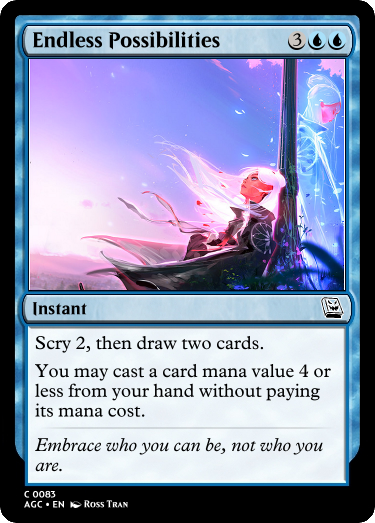 Endless Possibilities 3
Instant
Scry 2, then draw two cards.
You may cast a card mana value 4 or
less from your hand without paying
its mana cost.
Embrace who you can be, not who you
are.
C 0083
AGC • EN Ross Tran